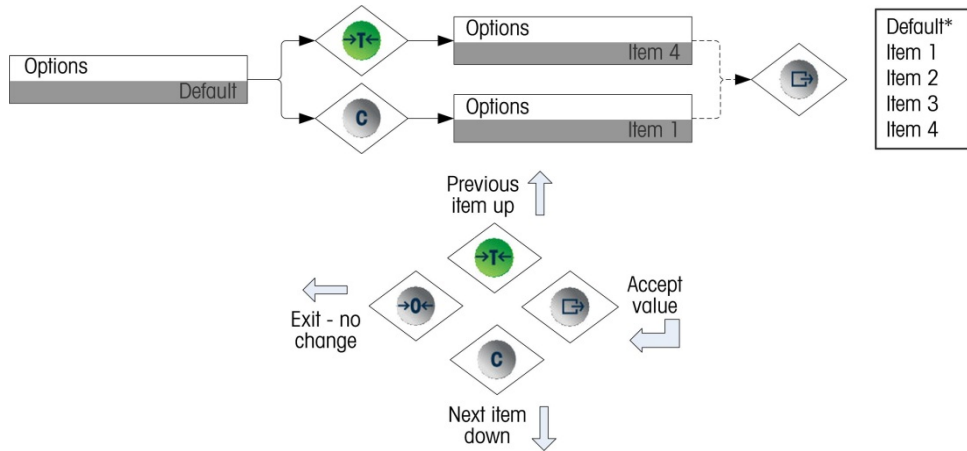 Options
Default
→T←
C
Options
Item 4
Options
Item 1
Default*
Item 1
Item 2
Item 3
Item 4
Previous
item up
→T←
→0←
Exit - no
change
Accept
value
C
Next item
down